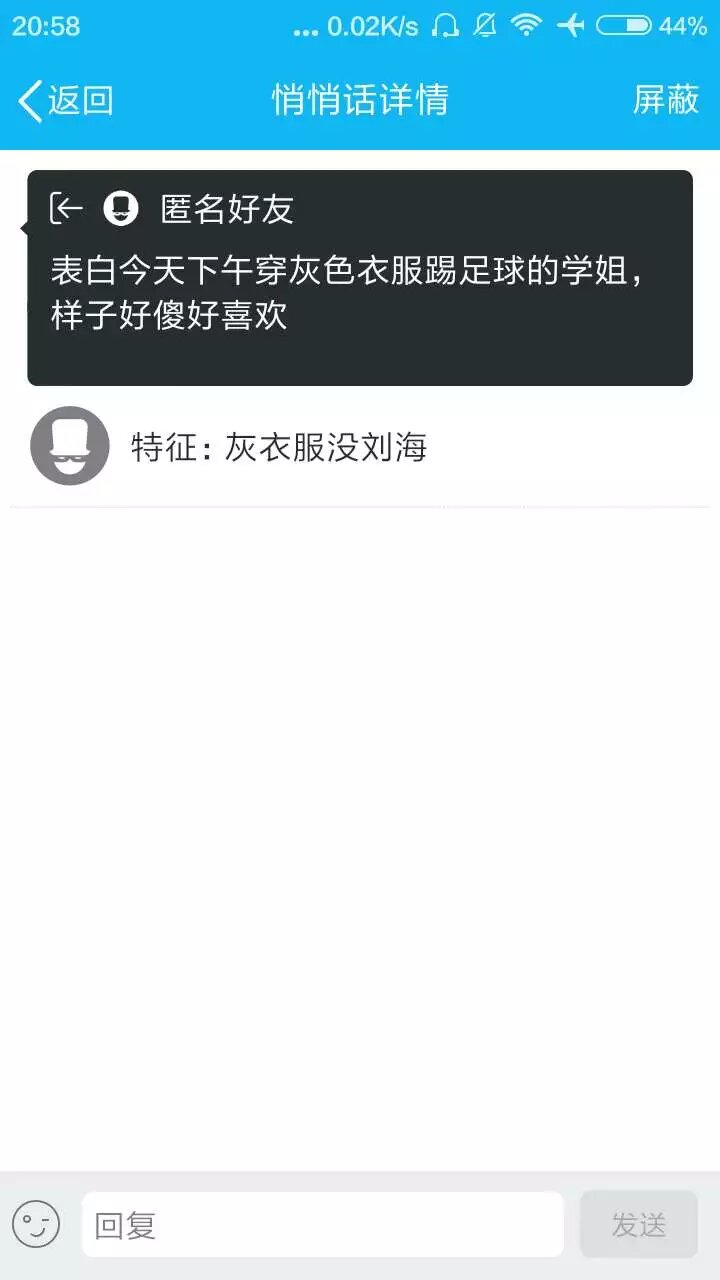 20:58 ... 0.02K/s 44%
返回 悄悄话详情 屏蔽
匿名好友
表白今天下午穿灰色衣服踢足球的学姐，
样子好傻好喜欢
特征：灰衣服没刘海
回复 发送